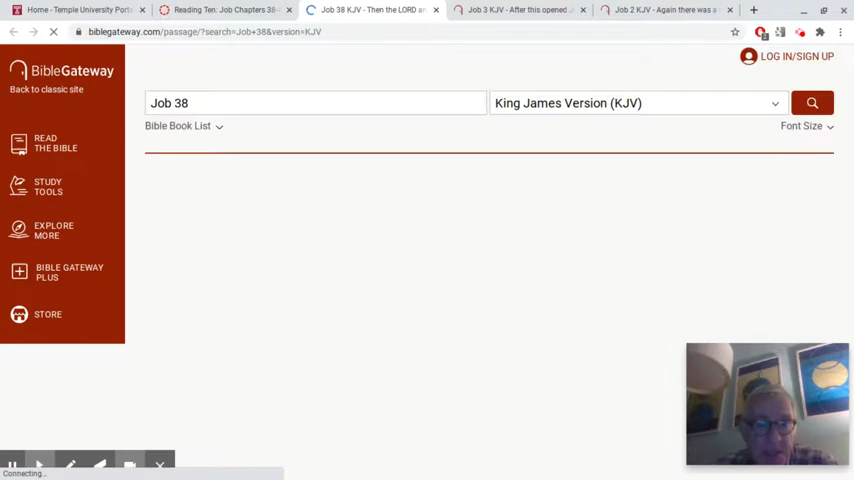 Home - Temple University Porta
Reading Ten: Job Chapters 38-
Job 38 KJV - Then the LORD an
Job 3 KJV - After this opened J
Job 2 KJV - Again there was a
biblegateway.com/passage/?search=Job+38&version=KJV
2
BibleGateway
LOG IN/SIGN UP
Back to classic site
Job 38
King James Version (KJV)
Bible Book List
Font Size
READ
THE BIBLE
STUDY
TOOLS
EXPLORE
MORE
BIBLE GATEWAY
PLUS
STORE
Connecting...